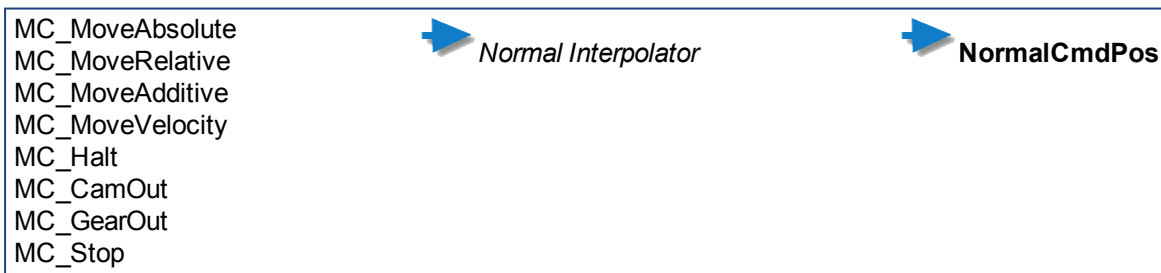 MC_MoveAbsolute
Normal Interpolator
NormalCmdPos
MC_MoveRelative
MC_MoveAdditive
MC_MoveVelocity
MC_Halt
MC_CamOut
MC_GearOut
MC_Stop